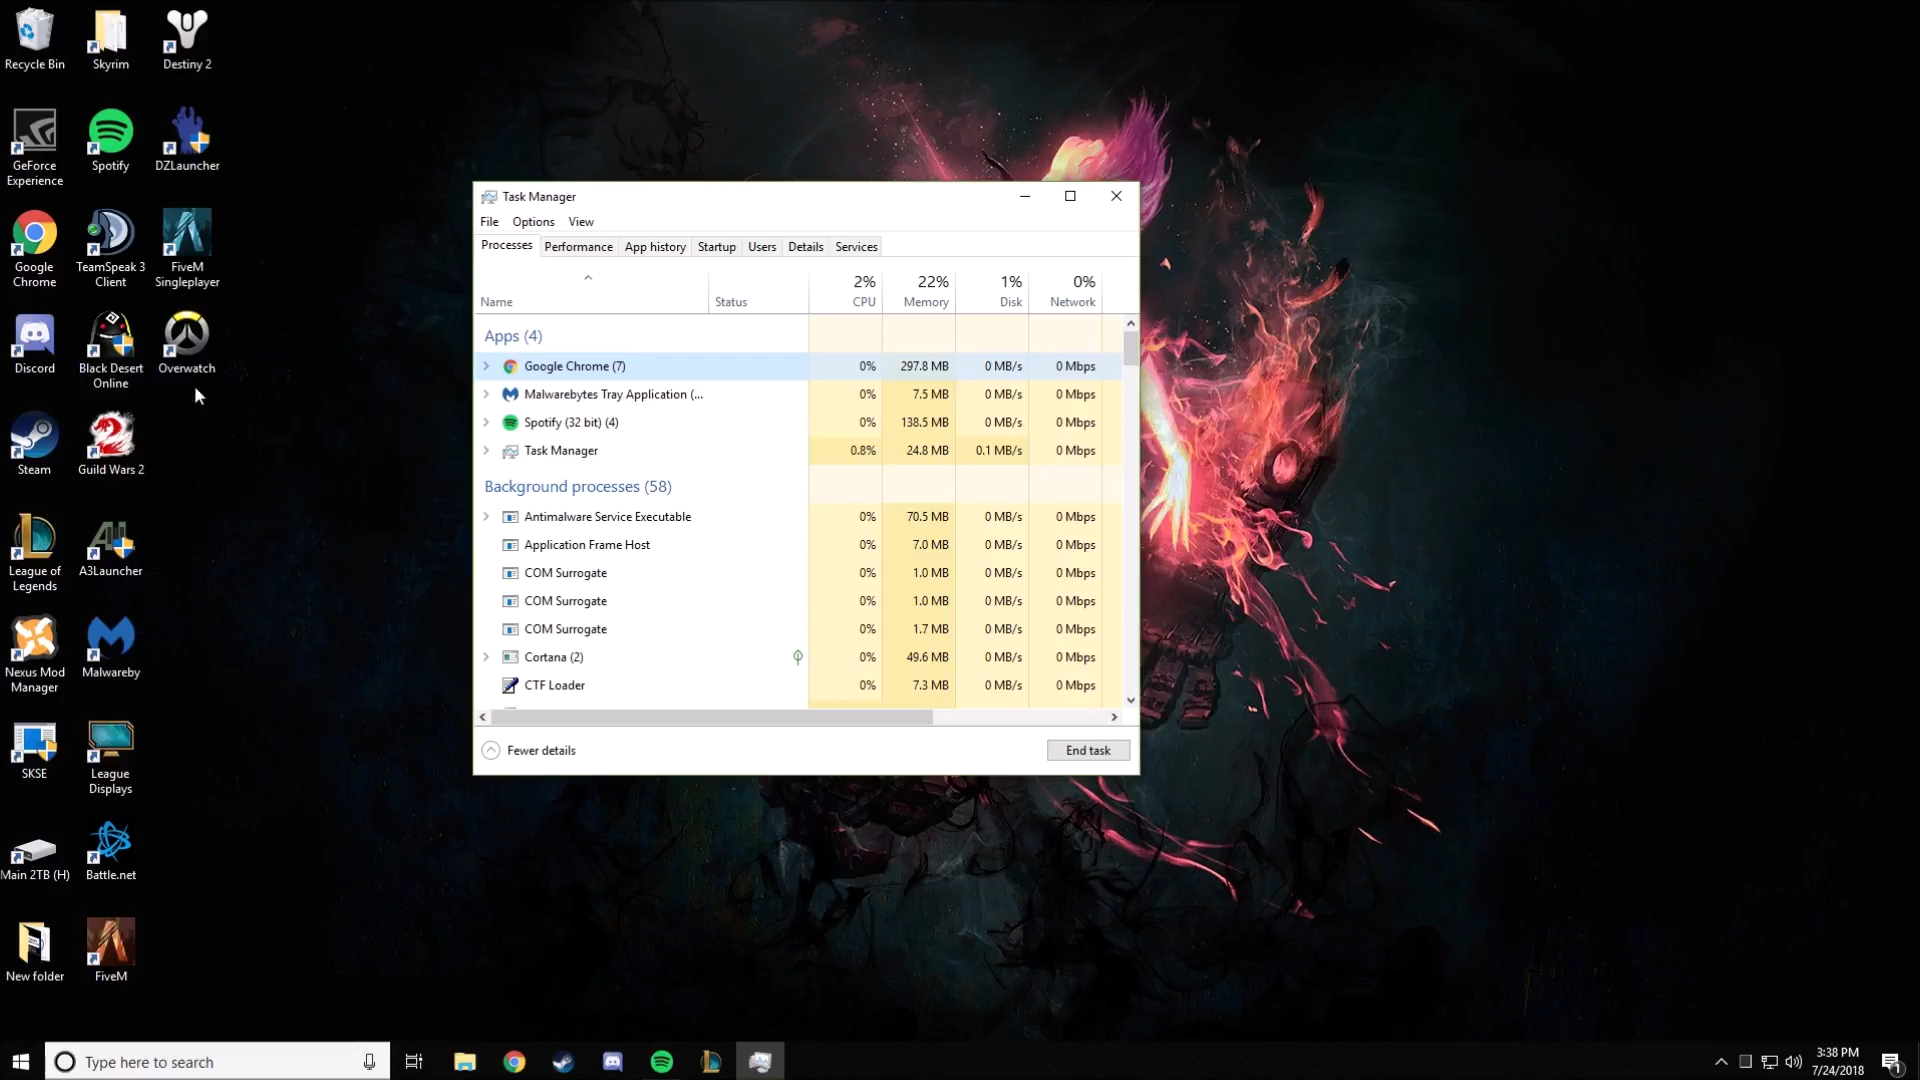 Recycle Bin
Skyrim
Destiny 2
GeForce
Experience
Spotify
DZLauncher
Google
Chrome
TeamSpeak 3
Client
FiveM
Singleplayer
Discord
Black Desert
Online
Overwatch
Steam
Guild Wars 2
League of
Legends
A3Launcher
Nexus Mod
Manager
Malwareby
SKSE
League
Displays
Main 2TB (H)
Battle.net
New folder
FiveM
Task Manager
File Options View
Processes Performance App history Startup Users Details Services
2% 22% 1% 0%
Name Status CPU Memory Disk Network
Apps (4)
Google Chrome (7) 0% 297.8 MB 0 MB/s 0 Mbps
Malwarebytes Tray Application (... 0% 7.5 MB 0 MB/s 0 Mbps
Spotify (32 bit) (4) 0% 138.5 MB 0 MB/s 0 Mbps
Task Manager 0.8% 24.8 MB 0.1 MB/s 0 Mbps
Background processes (58)
Antimalware Service Executable 0% 70.5 MB 0 MB/s 0 Mbps
Application Frame Host 0% 7.0 MB 0 MB/s 0 Mbps
COM Surrogate 0% 1.0 MB 0 MB/s 0 Mbps
COM Surrogate 0% 1.0 MB 0 MB/s 0 Mbps
COM Surrogate 0% 1.7 MB 0 MB/s 0 Mbps
Cortana (2) 0% 49.6 MB 0 MB/s 0 Mbps
CTF Loader 0% 7.3 MB 0 MB/s 0 Mbps
Fewer details
End task
Type here to search
3:38 PM
7/24/2018
1